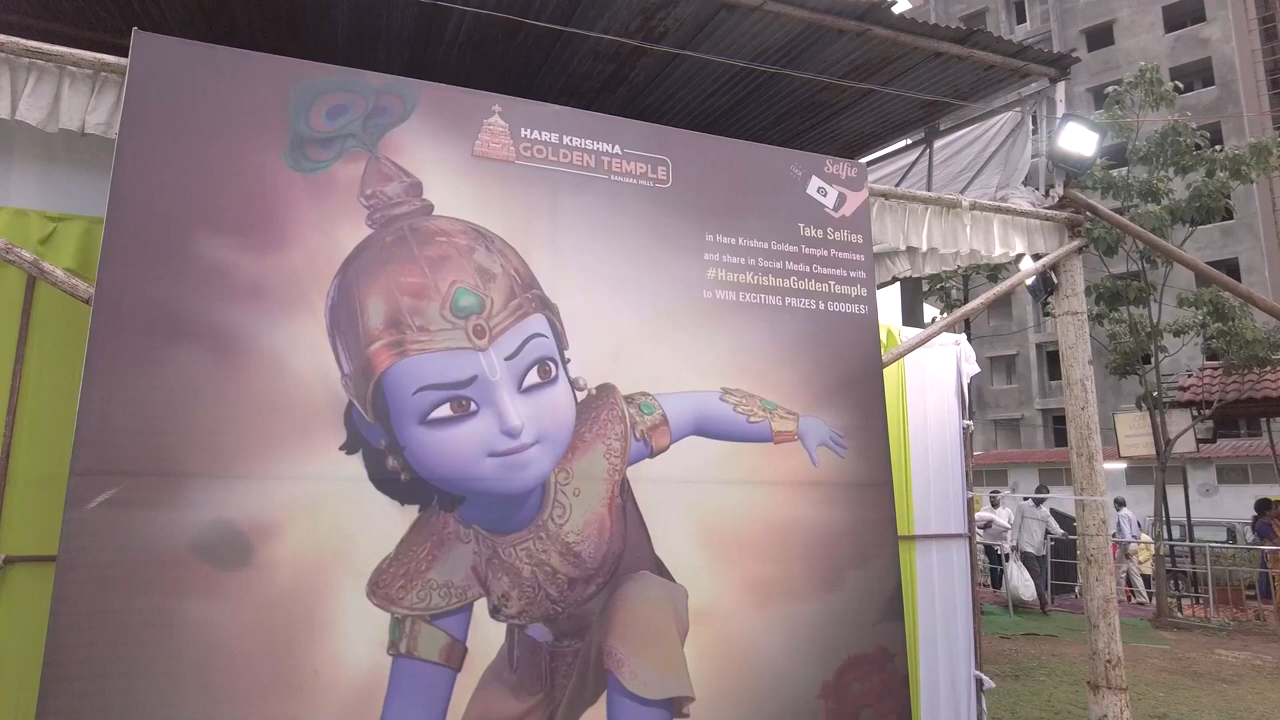 HARE KRISHNA
GOLDEN TEMPLE
BANJARA HILLS
Selfie
CLICK
Take Selfies
in Hare Krishna Golden Temple Premises
and share in Social Media Channels with
#HareKrishnaGoldenTemple
to WIN EXCITING PRIZES & GOODIES!